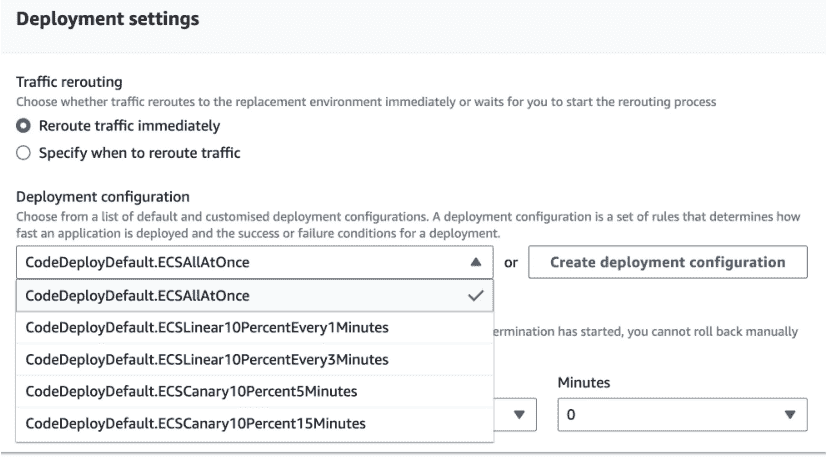 Deployment settings
Traffic rerouting
Choose whether traffic reroutes to the replacement environment immediately or waits for you to start the rerouting process
Reroute traffic immediately
Specify when to reroute traffic
Deployment configuration
Choose from a list of default and customised deployment configurations. A deployment configuration is a set of rules that determines how
fast an application is deployed and the success or failure conditions for a deployment.
CodeDeployDefault.ECSAllAtOnce or Create deployment configuration
CodeDeployDefault.ECSAllAtOnce
CodeDeployDefault.ECSLinear10PercentEvery1Minutes
ermination has started, you cannot roll back manually
CodeDeployDefault.ECSLinear10PercentEvery3Minutes
CodeDeployDefault.ECSCanary10Percent5Minutes
Minutes
CodeDeployDefault.ECSCanary10Percent15Minutes
0